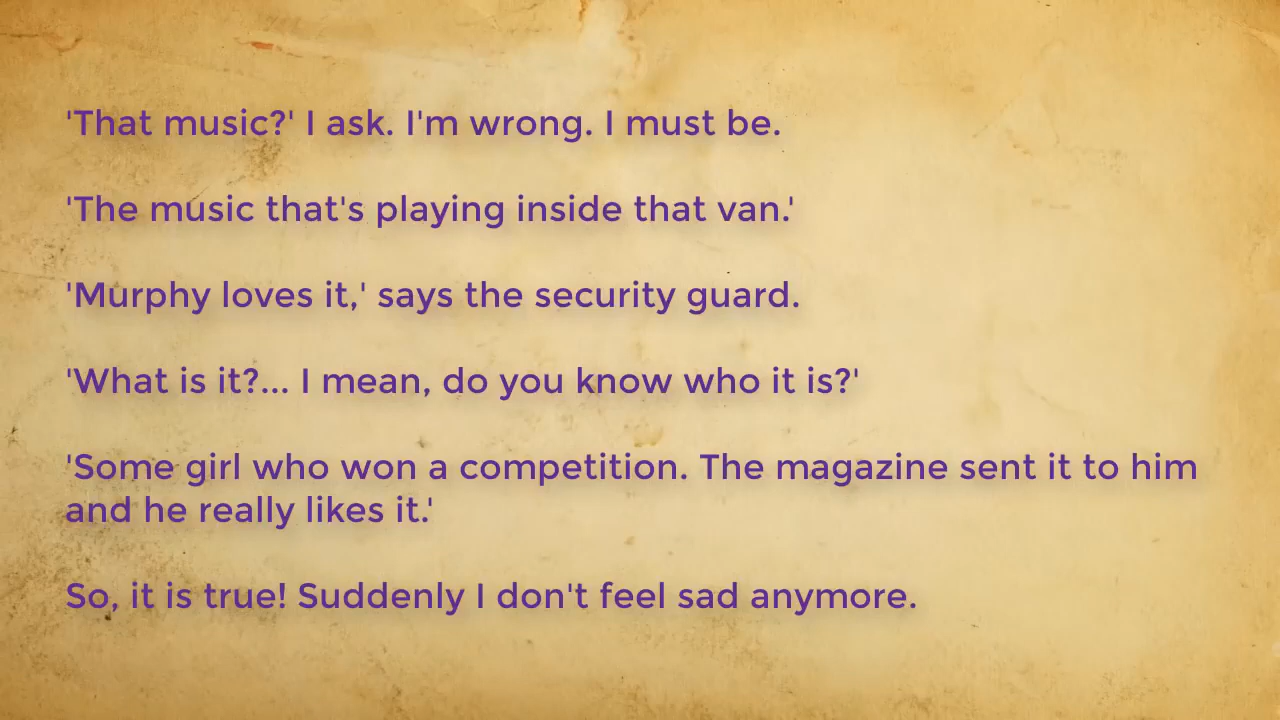 'That music?' I ask. I'm wrong. I must be.
'The music that's playing inside that van.'
'Murphy loves it,' says the security guard.
'What is it?... I mean, do you know who it is?'
'Some girl who won a competition. The magazine sent it to him
and he really likes it.'
So, it is true! Suddenly I don't feel sad anymore.